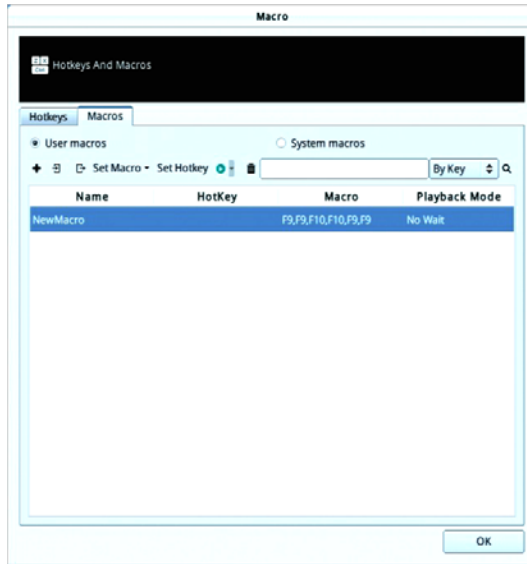 Macro
Hotkeys And Macros
Hotkeys Macros
User macros System macros
Set Macro Set Hotkey By Key
Name HotKey Macro Playback Mode
NewMacro F9,F9,F10,F10,F9,F9 No Wait
OK